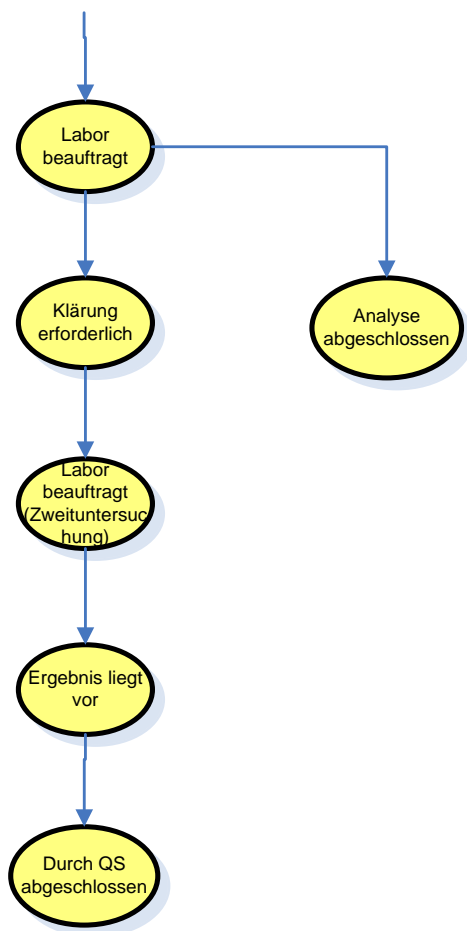 Labor
beauftragt
Klärung
erforderlich
Analyse
abgeschlossen
Labor
beauftragt
(Zweituntersuc
hung)
Ergebnis liegt
vor
Durch QS
abgeschlossen